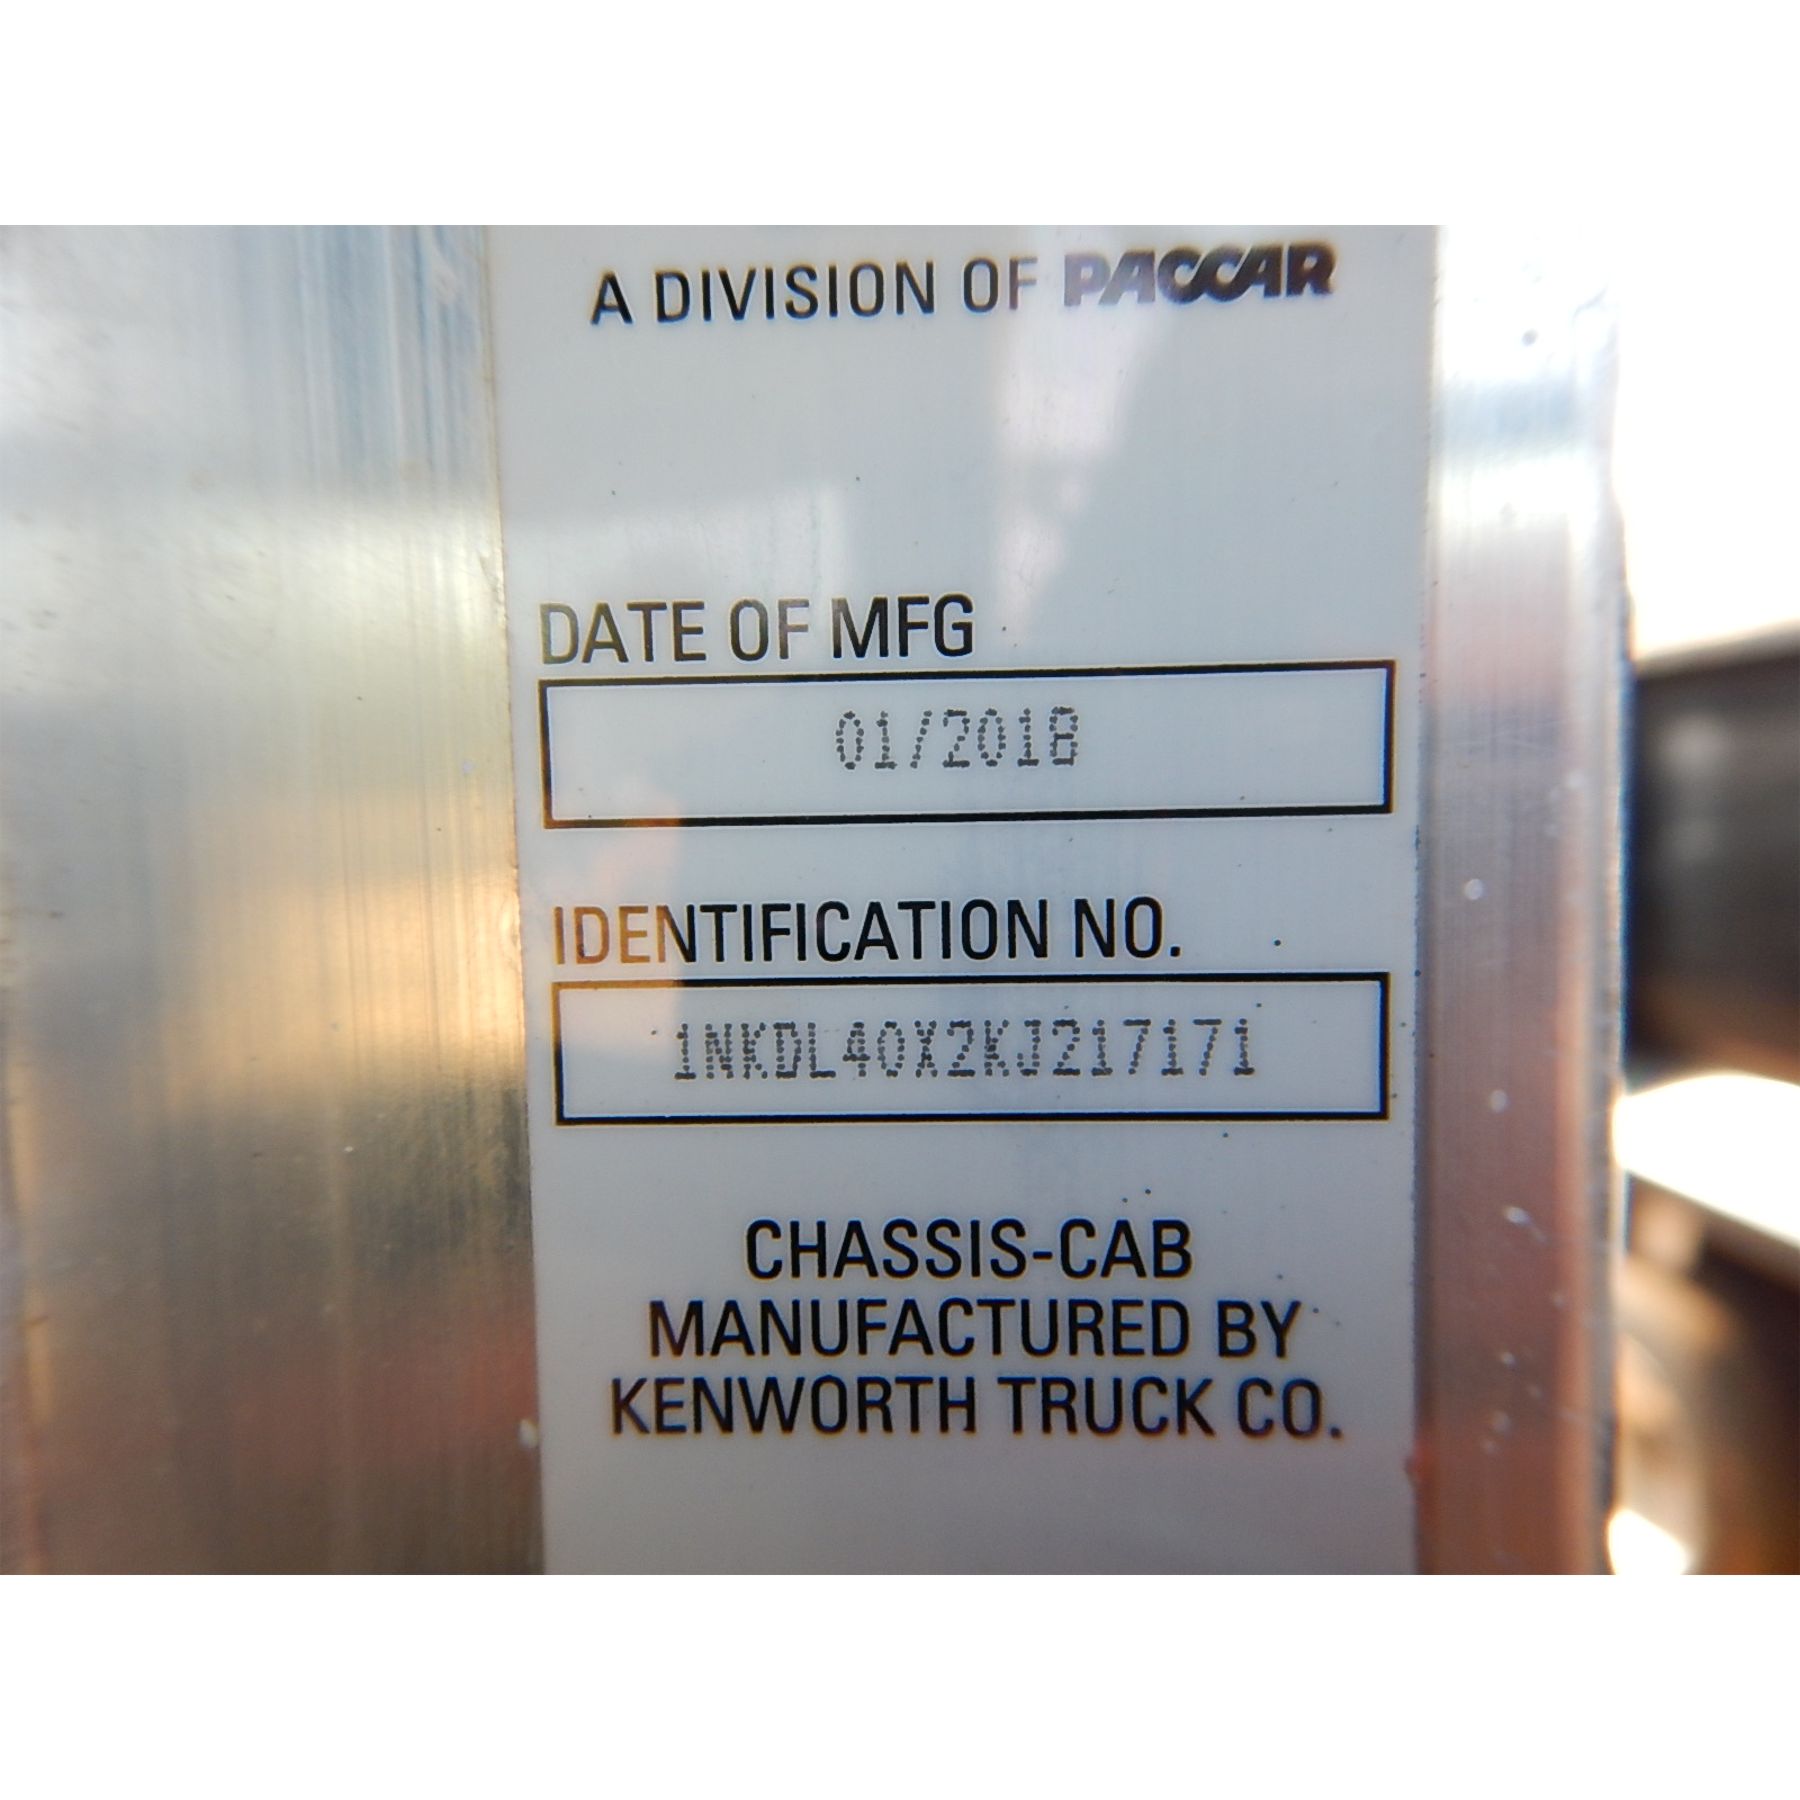 A DIVISION OF PACCAR
DATE OF MFG
01/2018
IDENTIFICATION NO.
1NKDL40X2KJ217171
CHASSIS-CAB
MANUFACTURED BY
KENWORTH TRUCK CO.